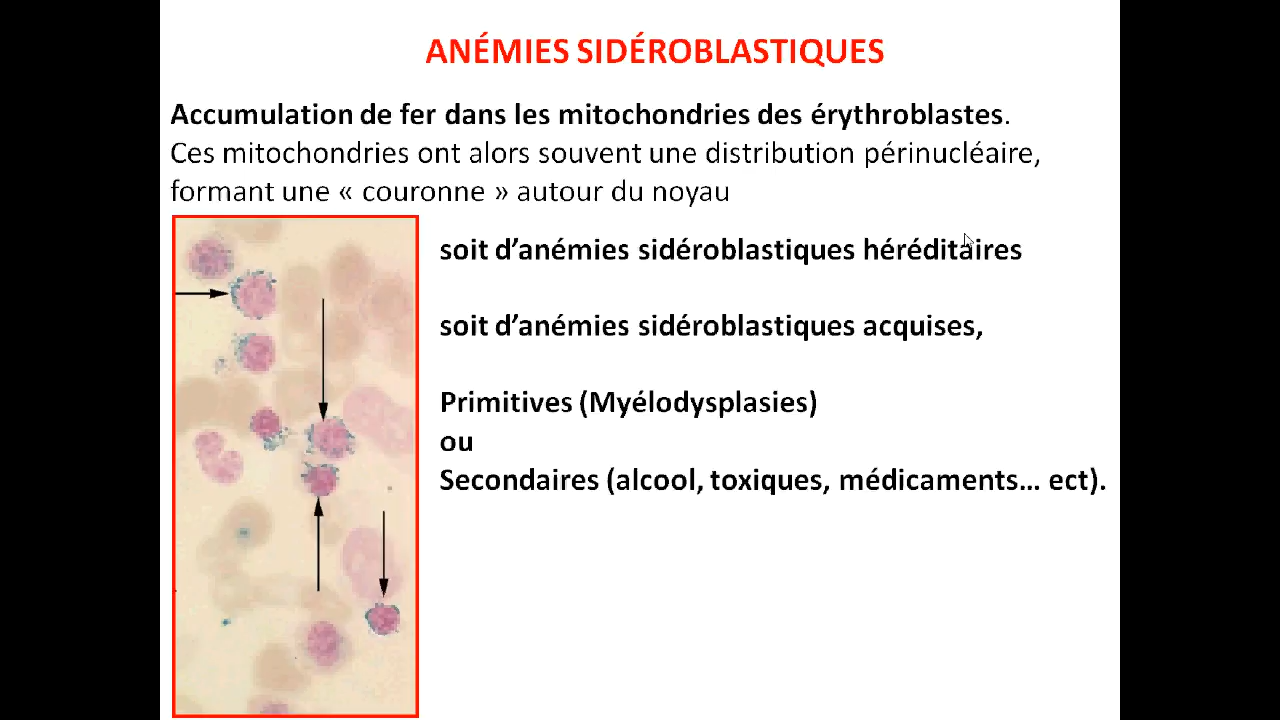 ANÉMIES SIDÉROBLASTIQUES
Accumulation de fer dans les mitochondries des érythroblastes.
Ces mitochondries ont alors souvent une distribution périnucléaire,
formant une « couronne » autour du noyau
soit d’anémies sidéroblastiques héréditaires
soit d’anémies sidéroblastiques acquises,
Primitives (Myélodysplasies)
ou
Secondaires (alcool, toxiques, médicaments… ect).